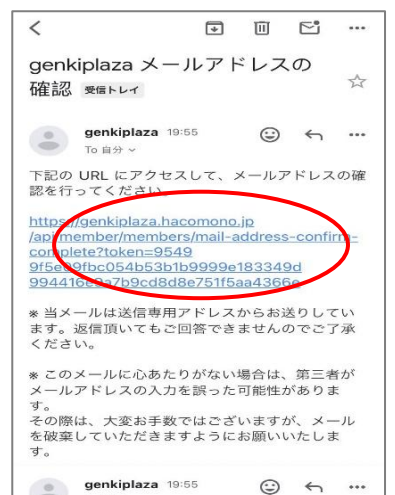 genkiplaza メールアドレスの
確認 受信トレイ
genkiplaza 19:55
To 自分
下記の URL にアクセスして、メールアドレスの確
認を行ってください
https://genkiplaza.hacomono.jp
/api/member/members/mail-address-confirm-
complete?token=9549
9f5e09fbc054b53b1b9999e183349d
994416e9a7b9cd8d8e751f5aa4366e
※ 当メールは送信専用アドレスからお送りしてい
ます。返信頂いてもご回答できませんのでご了承
ください。
※ このメールに心あたりがない場合は、第三者が
メールアドレスの入力を誤った可能性がありま
す。
その際は、大変お手数ではございますが、メール
を破棄していただきますようにお願いいたしま
す。
genkiplaza 19:55